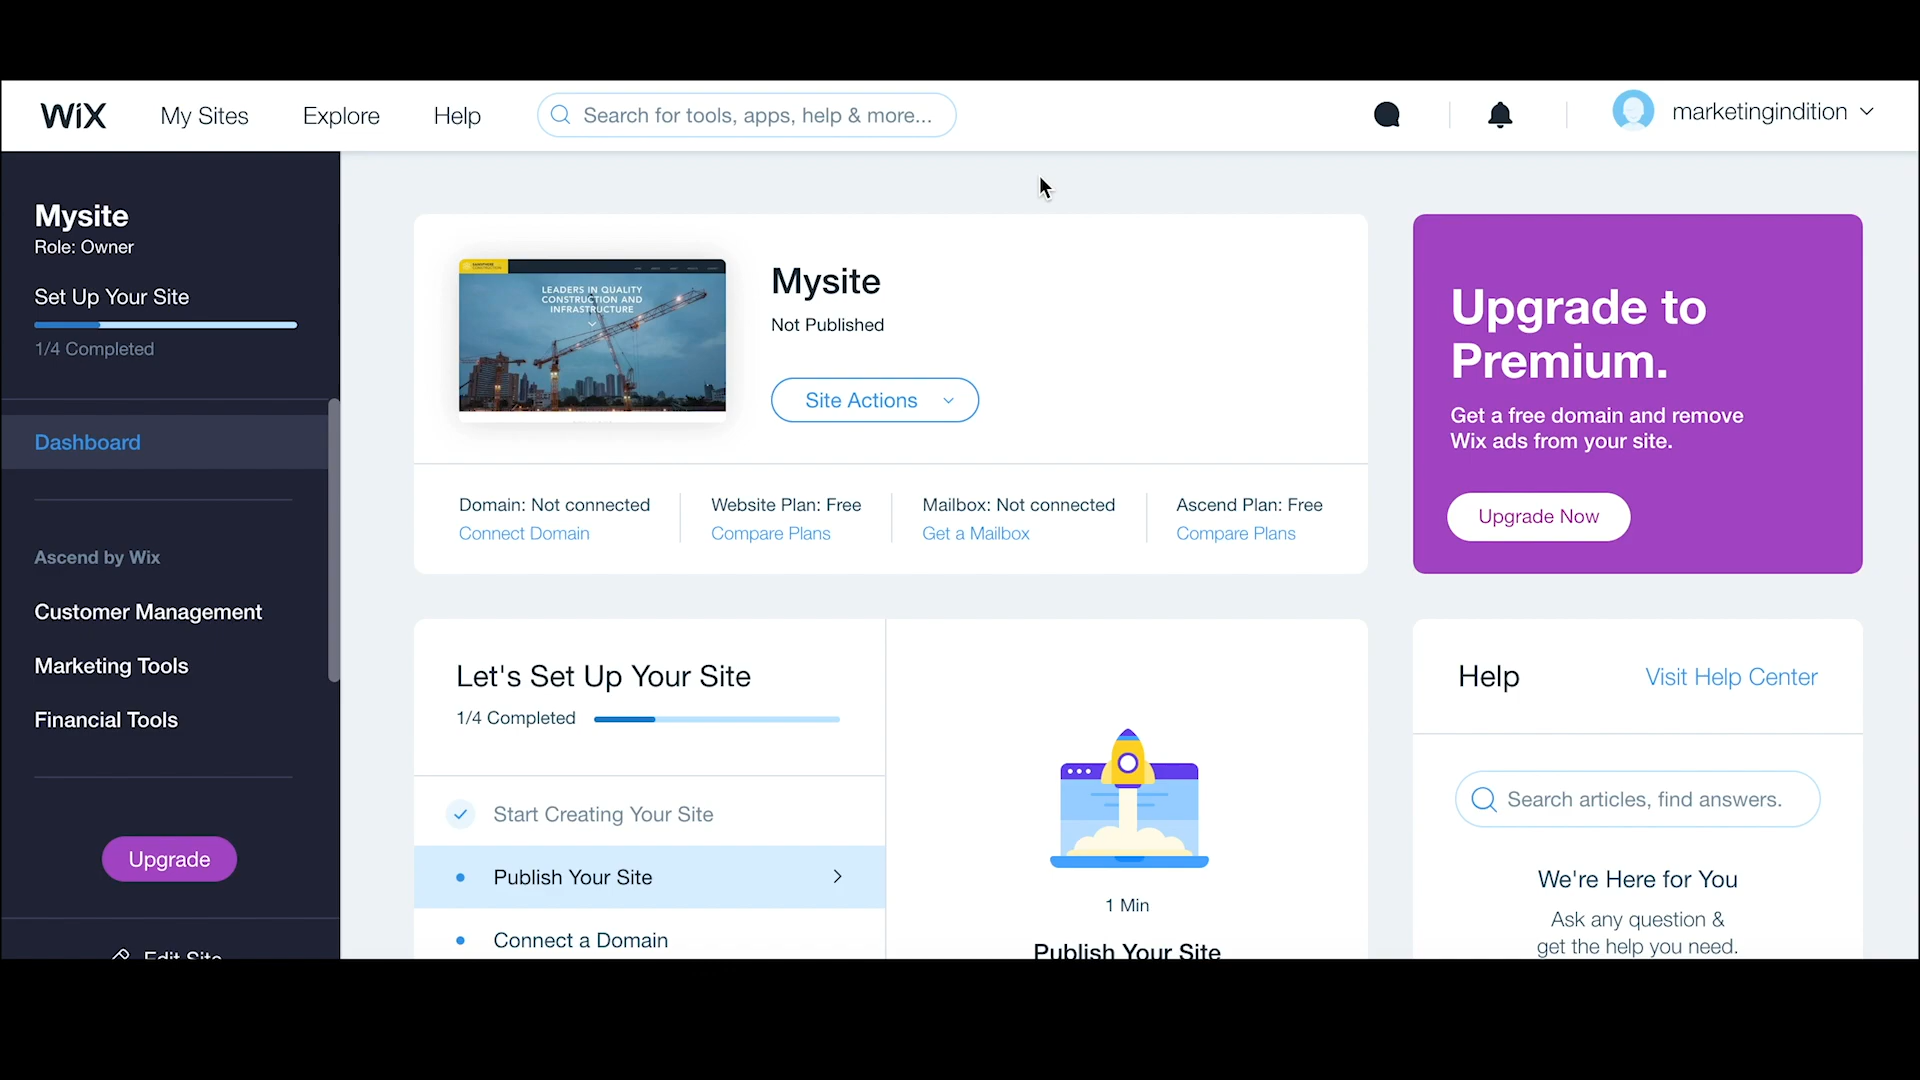 WiX
My Sites
Explore
Help
Search for tools, apps, help & more...
marketingindition
Mysite
Role: Owner
Set Up Your Site
1/4 Completed
Dashboard
Ascend by Wix
Customer Management
Marketing Tools
Financial Tools
Upgrade
Edit Site
LEADERS IN QUALITY
CONSTRUCTION AND
INFRASTRUCTURE
Mysite
Not Published
Site Actions
Domain: Not connected
Connect Domain
Website Plan: Free
Compare Plans
Mailbox: Not connected
Get a Mailbox
Ascend Plan: Free
Compare Plans
Upgrade to
Premium.
Get a free domain and remove
Wix ads from your site.
Upgrade Now
Let's Set Up Your Site
1/4 Completed
Start Creating Your Site
Publish Your Site
Connect a Domain
1 Min
Publish Your Site
Help
Visit Help Center
Search articles, find answers.
We're Here for You
Ask any question &
get the help you need.